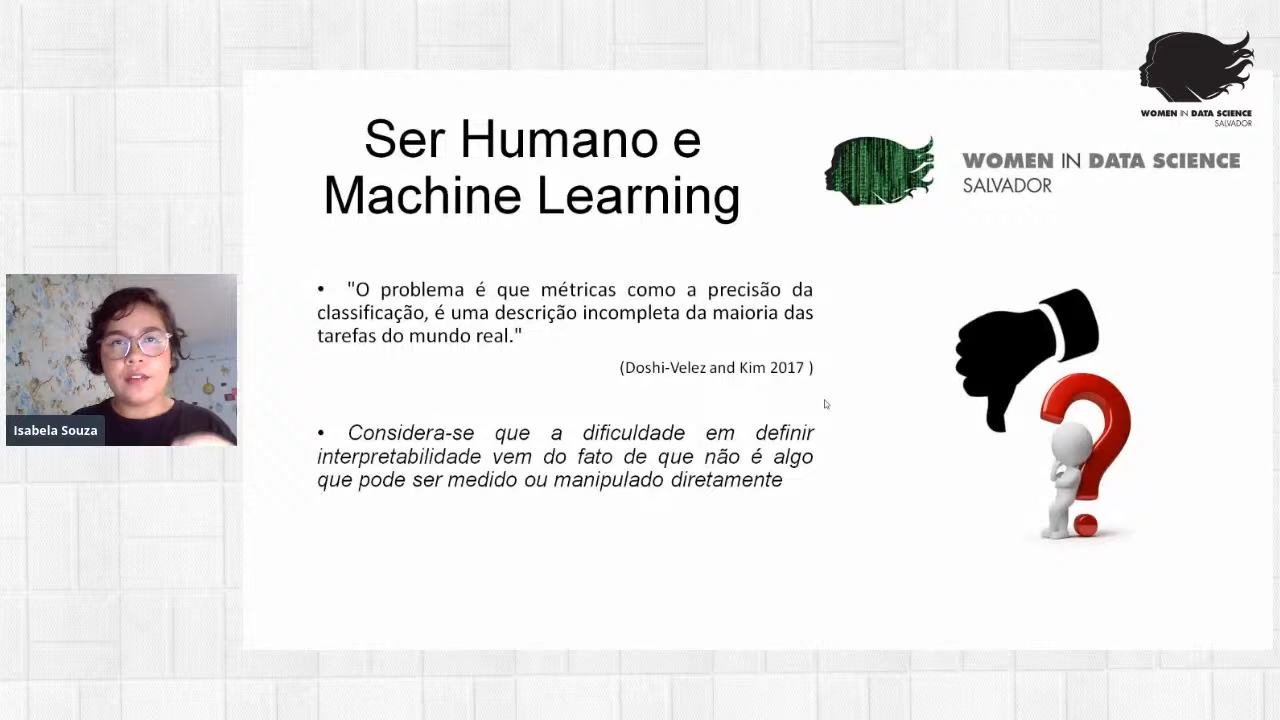 WOMEN IN DATA SCIENCE
SALVADOR
Ser Humano e
Machine Learning
WOMEN IN DATA SCIENCE
SALVADOR
• "O problema é que métricas como a precisão da
classificação, é uma descrição incompleta da maioria das
tarefas do mundo real."
(Doshi-Velez and Kim 2017 )
• Considera-se que a dificuldade em definir
interpretabilidade vem do fato de que não é algo
que pode ser medido ou manipulado diretamente
Isabela Souza